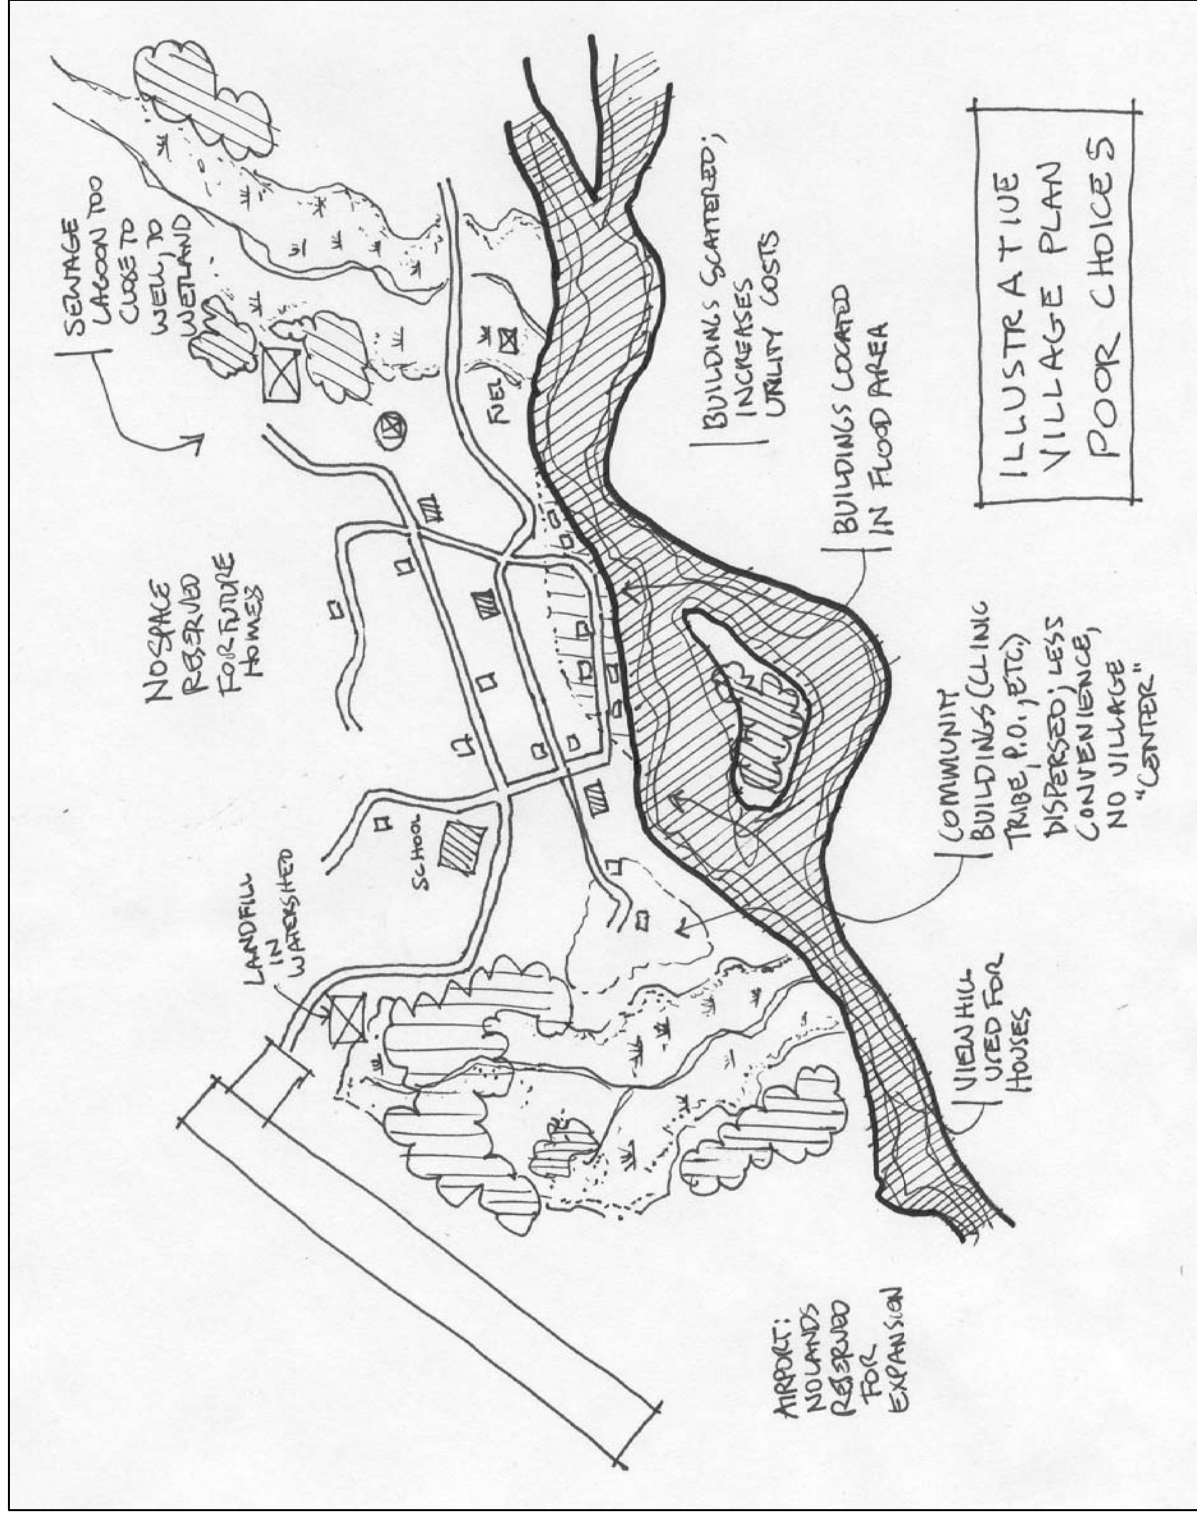 SEWAGE
LAGOON TOO
CLOSE TO
WELL, TO
WETLAND
NO SPACE
RESERVED
FOR FUTURE
HOMES
LANDFILL
IN
WATERSHED
SCHOOL
FUEL
BUILDINGS SCATTERED;
INCREASES
UTILITY COSTS
BUILDINGS LOCATED
IN FLOOD AREA
COMMUNITY
BUILDINGS (CLINIC
TRIBE, P.O., ETC.)
DISPERSED; LESS
CONVENIENCE,
NO VILLAGE
"CENTER"
VIEW HILL
USED FOR
HOUSES
AIRPORT:
NO LANDS
RESERVED
FOR
EXPANSION
ILLUSTRATIVE
VILLAGE PLAN
POOR CHOICES